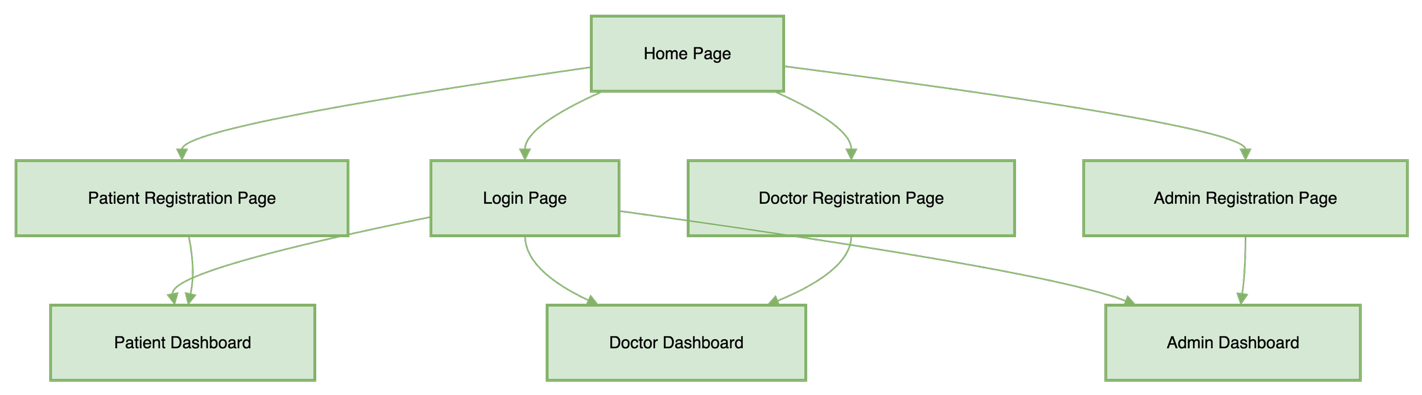 Home Page
Patient Registration Page
Login Page
Doctor Registration Page
Admin Registration Page
Patient Dashboard
Doctor Dashboard
Admin Dashboard